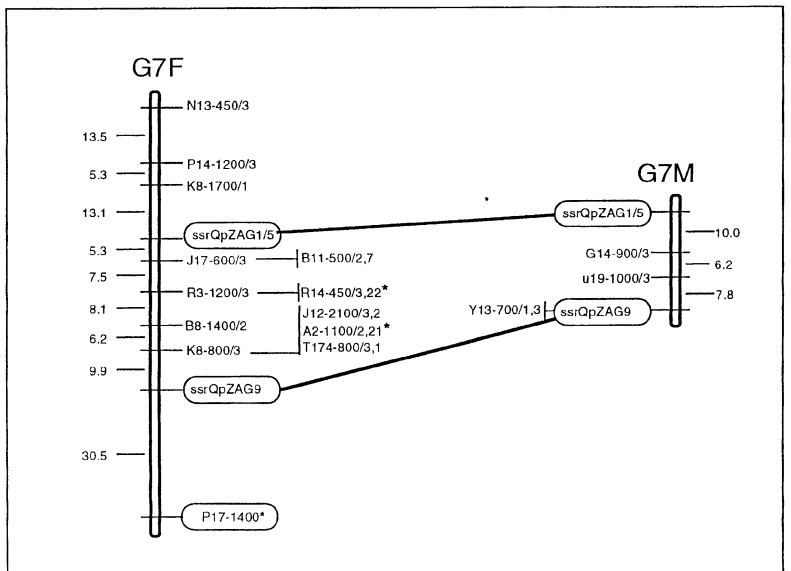 G7F
N13-450/3
13.5
P14-1200/3
5.3
K8-1700/1
13.1
ssrQpZAG1/5
5.3
J17-600/3
B11-500/2,7
7.5
R3-1200/3
R14-450/3,22*
8.1
J12-2100/3,2
B8-1400/2
A2-1100/2,21*
6.2
K8-800/3
T174-800/3,1
9.9
ssrQpZAG9
30.5
P17-1400*
G7M
ssrQpZAG1/5
10.0
G14-900/3
6.2
u19-1000/3
7.8
Y13-700/1,3
ssrQpZAG9